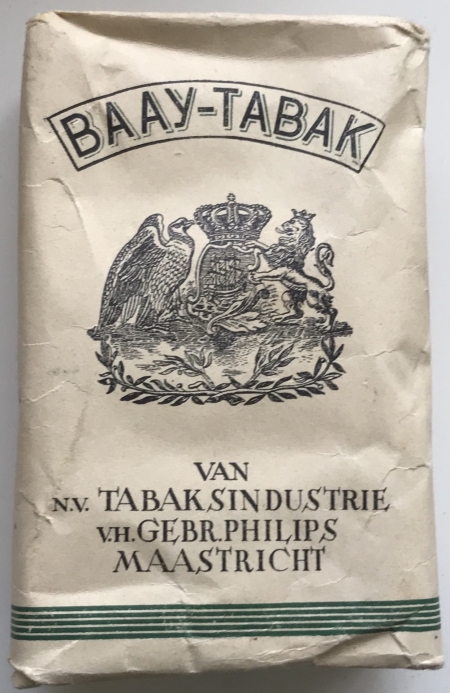 BAAY-TABAK
VAN
N.V. TABAKSINDUSTRIE
V.H. GEBR. PHILIPS
MAASTRICHT